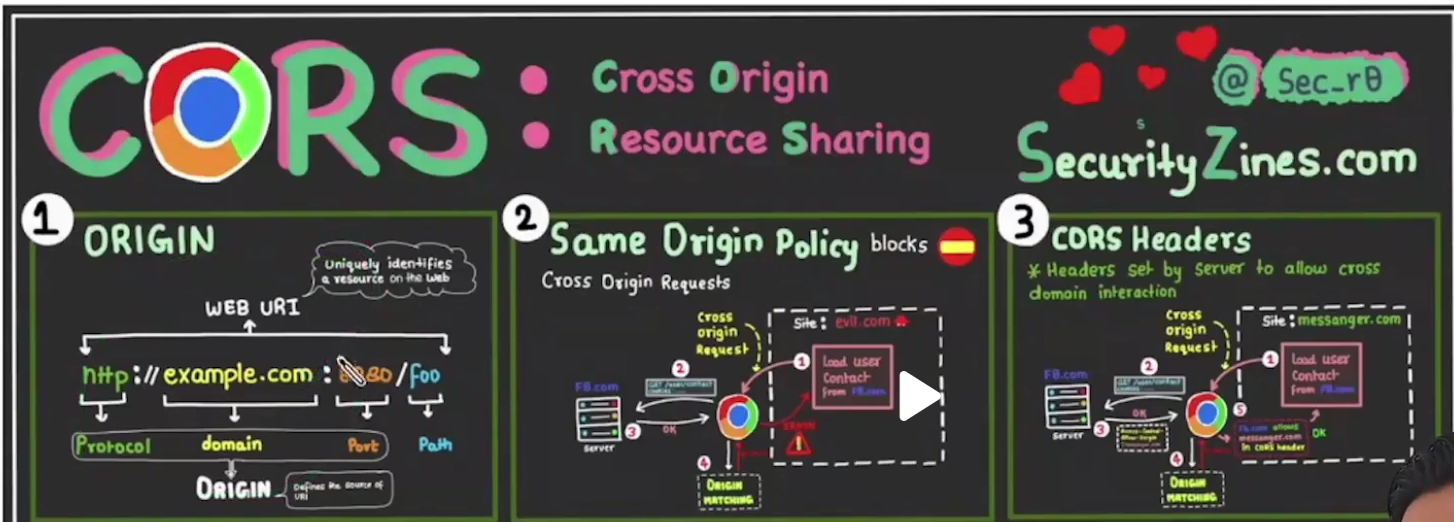 CORS :
Cross Origin
Resource Sharing
@ Sec_r0
SecurityZines.com
1
ORIGIN
Uniquely identifies
a resource on the Web
WEB URI
http :// example.com : 8080 / foo
Protocol domain Port Path
ORIGIN
Defines the source of
URI
2
Same Origin Policy blocks
Cross Origin Requests
Cross
origin
Request
Site : evil.com
1
Load user
Contact
from FB.com
2
GET /user/contact
cookies
FB.com
Server
3
OK
ERROR
4
ORIGIN
MATCHING
3
CORS Headers
* Headers set by server to allow cross
domain interaction
Cross
origin
Request
Site : messanger.com
1
Load user
Contact
from FB.com
2
GET /user/contact
cookies
FB.com
Server
3
OK
Access-Control-
Allow-Origin
5
FB.com allows
messanger.com
in CORS header
OK
4
ORIGIN
MATCHING